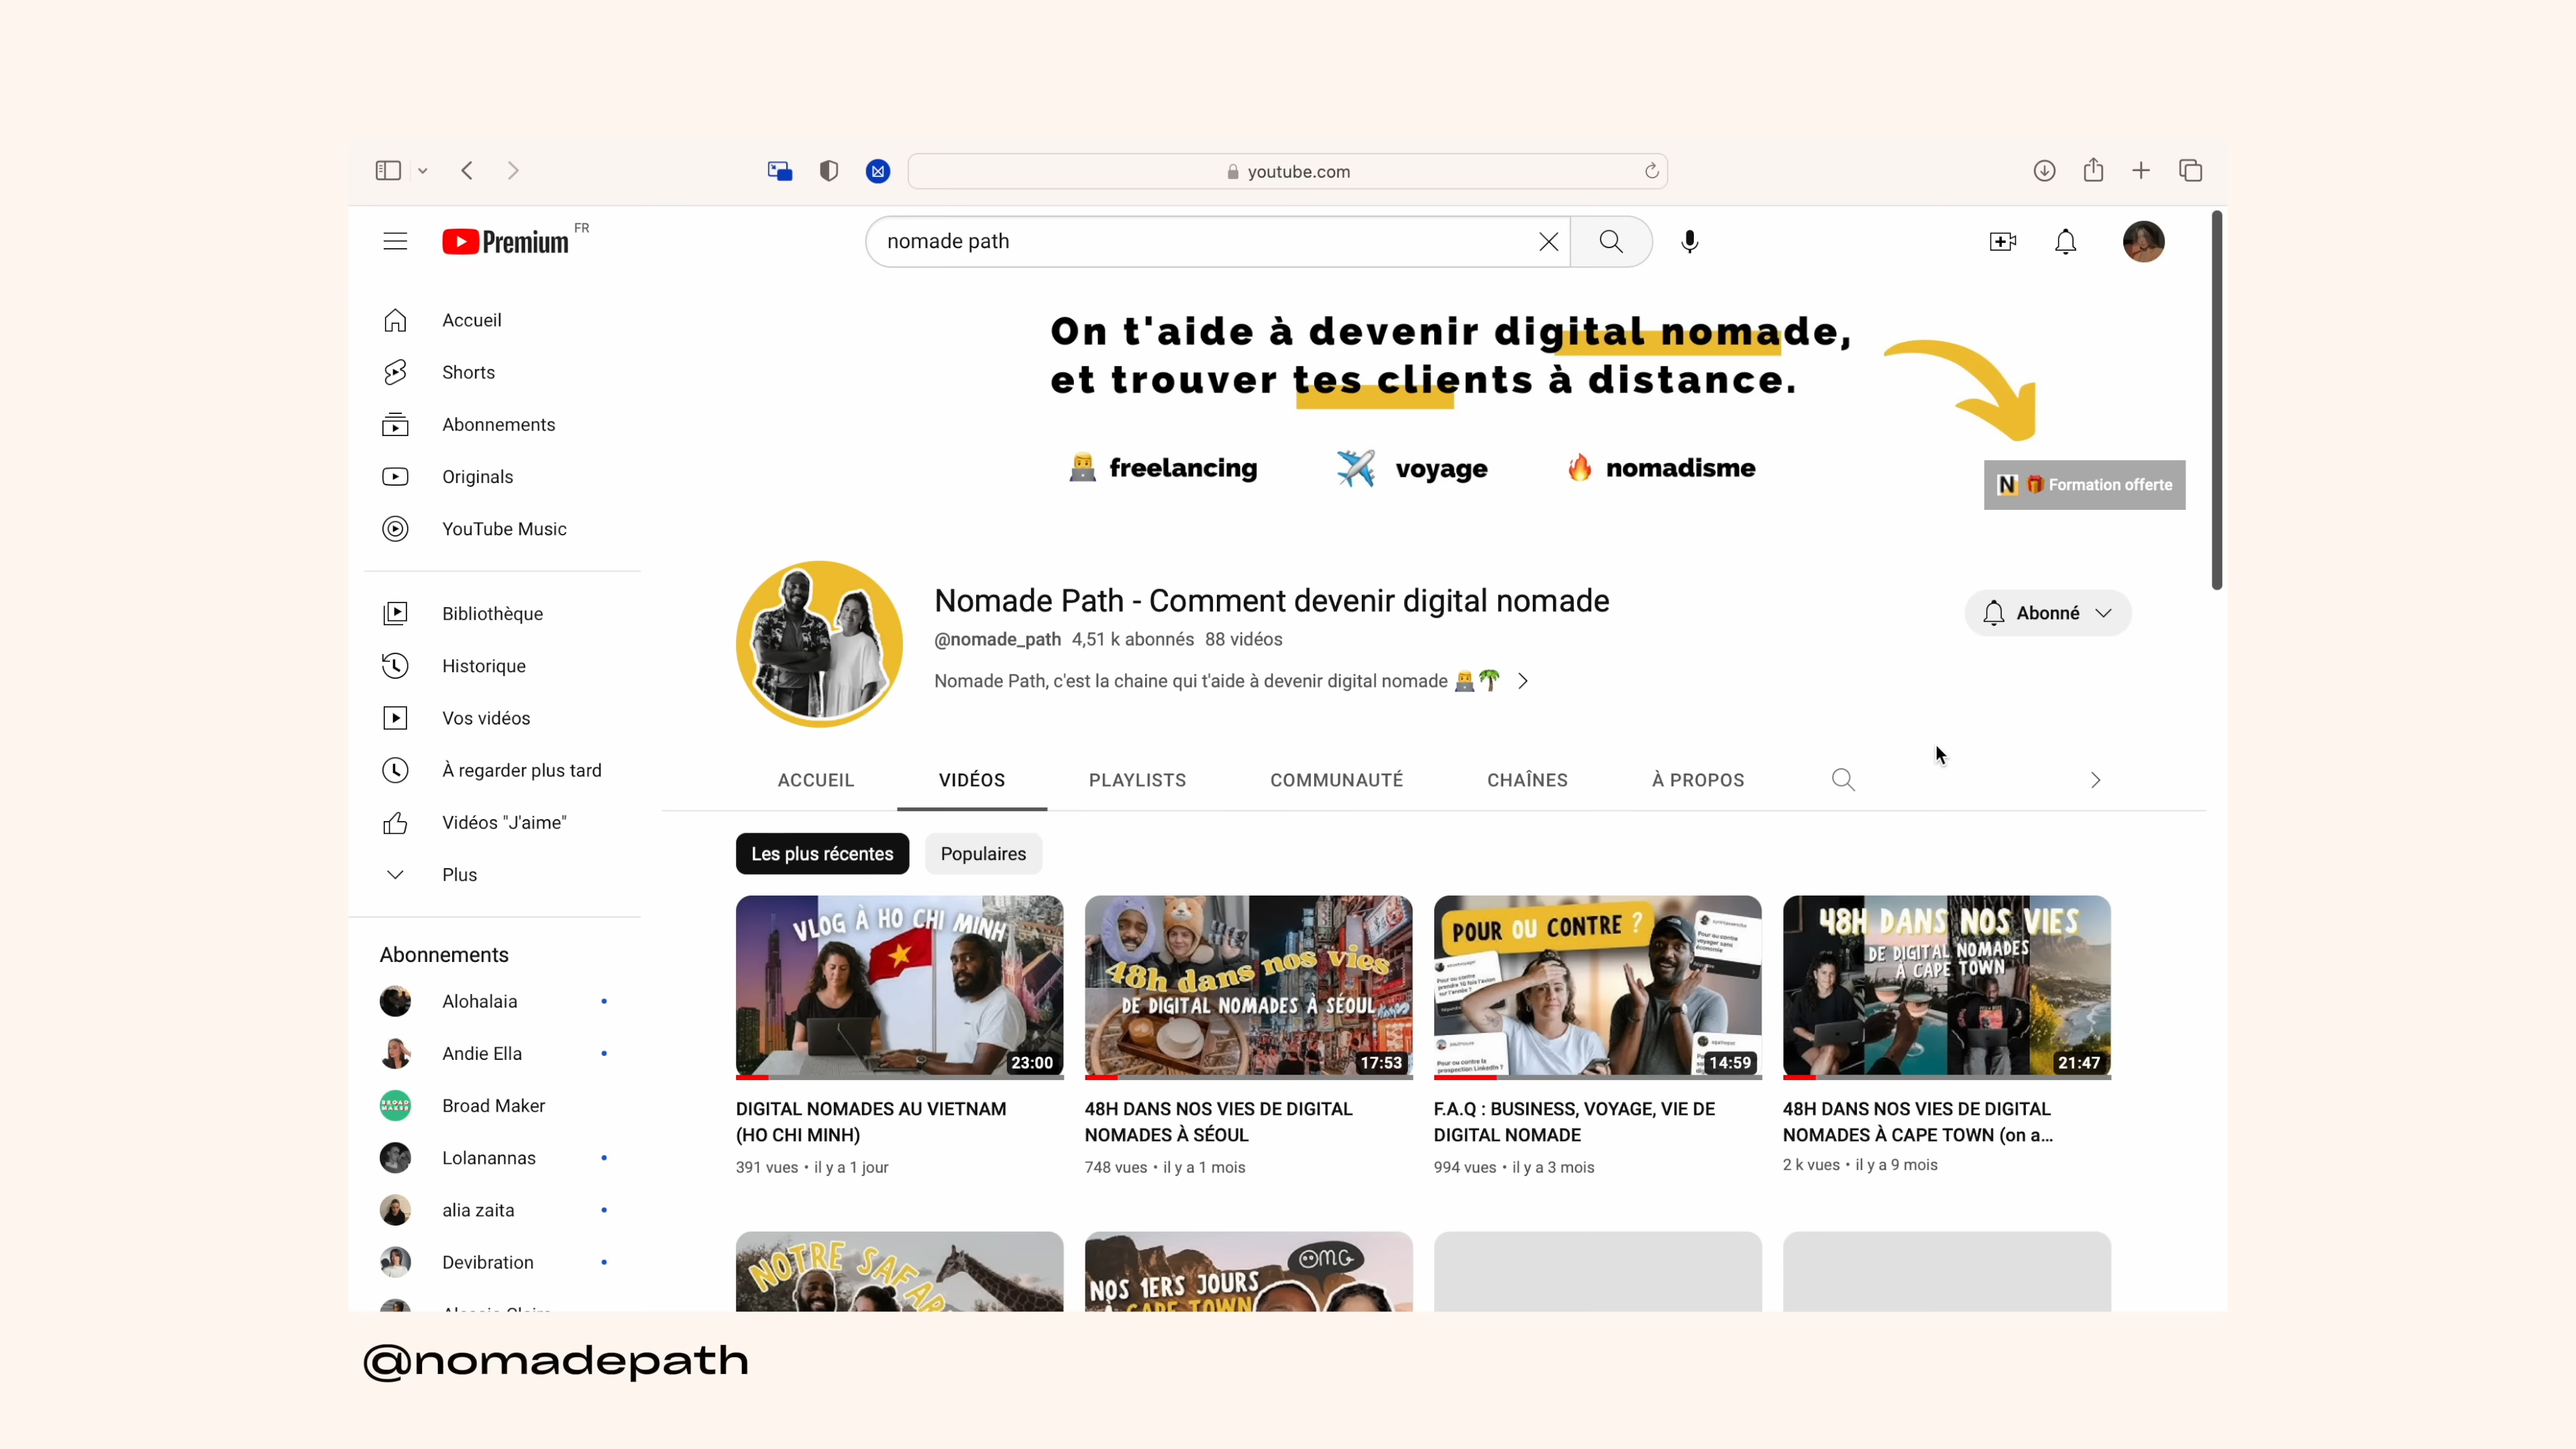 youtube.com
Premium FR
nomade path
Accueil
Shorts
Abonnements
Originals
YouTube Music
Bibliothèque
Historique
Vos vidéos
À regarder plus tard
Vidéos "J'aime"
Plus
Abonnements
Alohalaia
Andie Ella
BROAD
MAKER
Broad Maker
Lolanannas
alia zaita
Devibration
On t'aide à devenir digital nomade,
et trouver tes clients à distance.
freelancing voyage nomadisme
N Formation offerte
Nomade Path - Comment devenir digital nomade
@nomade_path 4,51 k abonnés 88 vidéos
Nomade Path, c'est la chaine qui t'aide à devenir digital nomade
Abonné
ACCUEIL VIDÉOS PLAYLISTS COMMUNAUTÉ CHAÎNES À PROPOS
Les plus récentes Populaires
VLOG À HO CHI MINH
23:00
DIGITAL NOMADES AU VIETNAM
(HO CHI MINH)
391 vues • il y a 1 jour
48h dans nos vies
DE DIGITAL NOMADES À SÉOUL
17:53
48H DANS NOS VIES DE DIGITAL
NOMADES À SÉOUL
748 vues • il y a 1 mois
POUR OU CONTRE ?
14:59
F.A.Q : BUSINESS, VOYAGE, VIE DE
DIGITAL NOMADE
994 vues • il y a 3 mois
48H DANS NOS VIES
DE DIGITAL NOMADES
À CAPE TOWN
21:47
48H DANS NOS VIES DE DIGITAL
NOMADES À CAPE TOWN (on a...
2 k vues • il y a 9 mois
NOTRE SAFARI
NOS 1ERS JOURS
À CAPE TOWN
OMG
@nomadepath